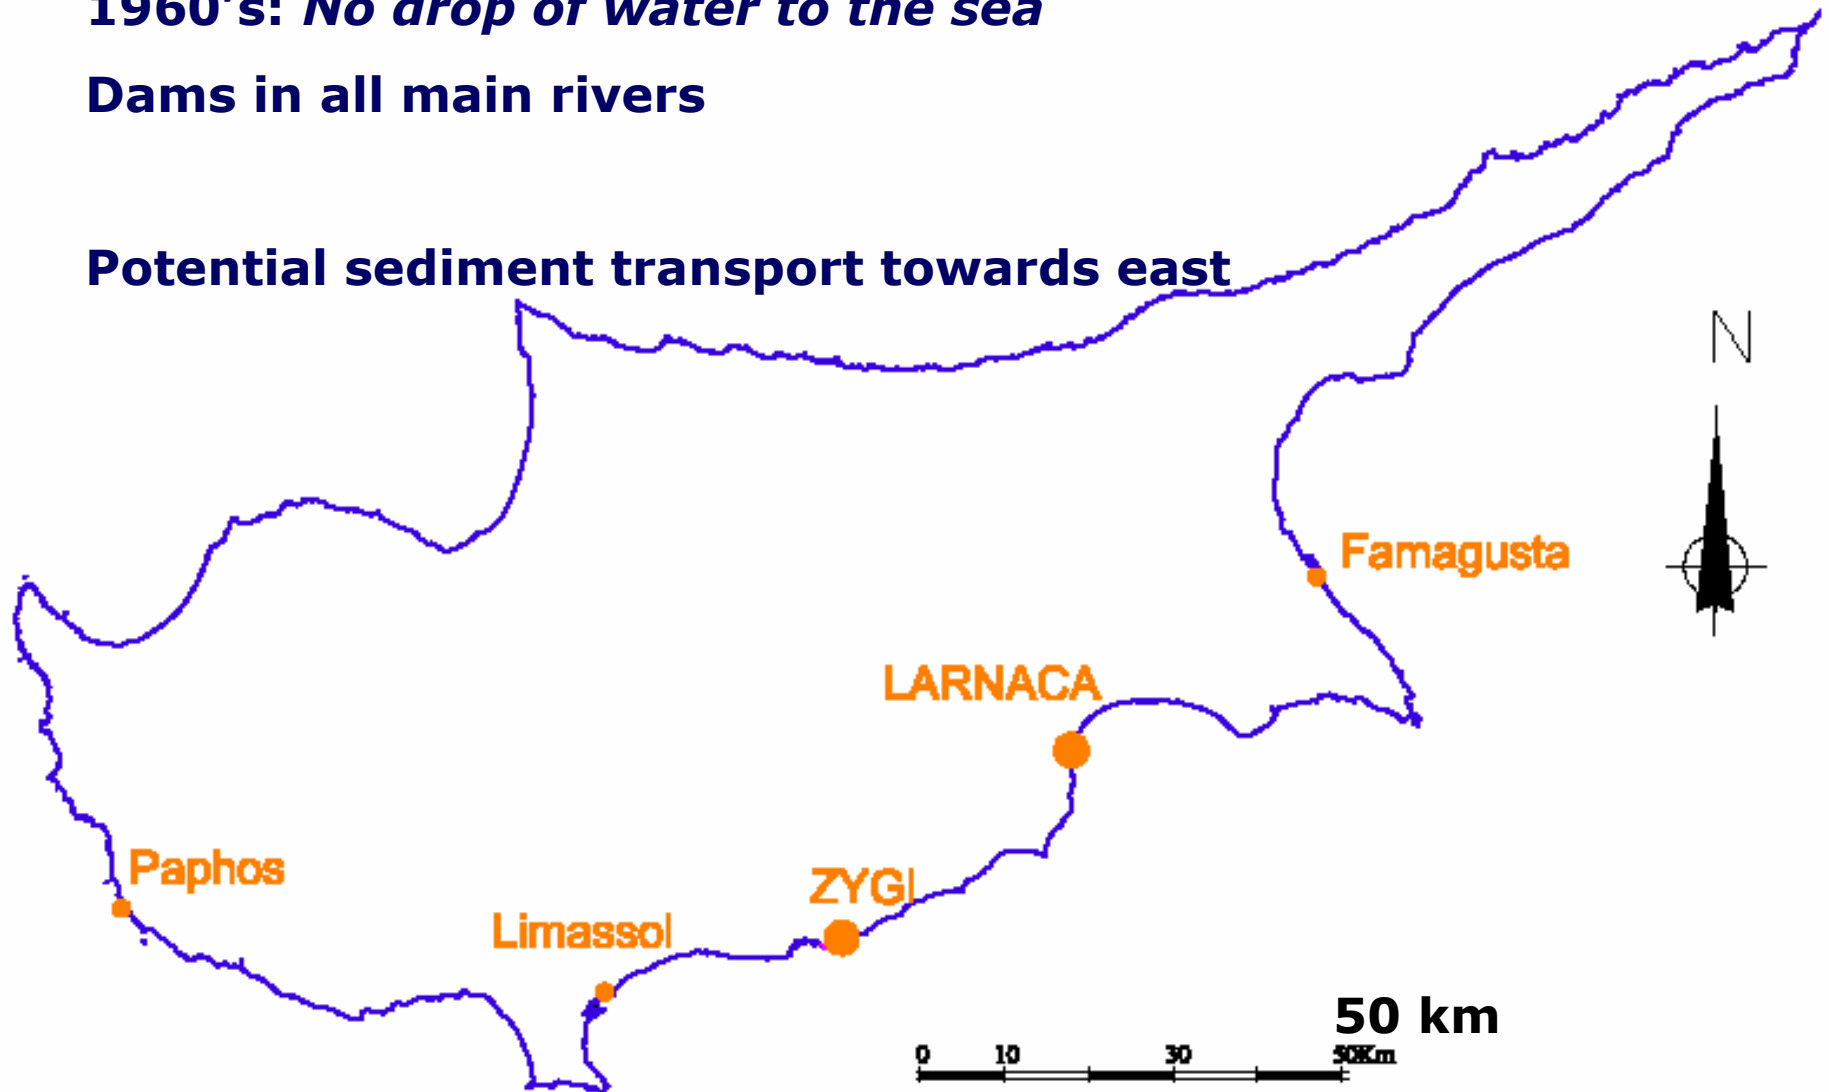 1960's: No drop of water to the sea
Dams in all main rivers
Potential sediment transport towards east
N
Famagusta
LARNACA
Paphos
ZYGI
Limassol
50 km
0 10 30 50Km